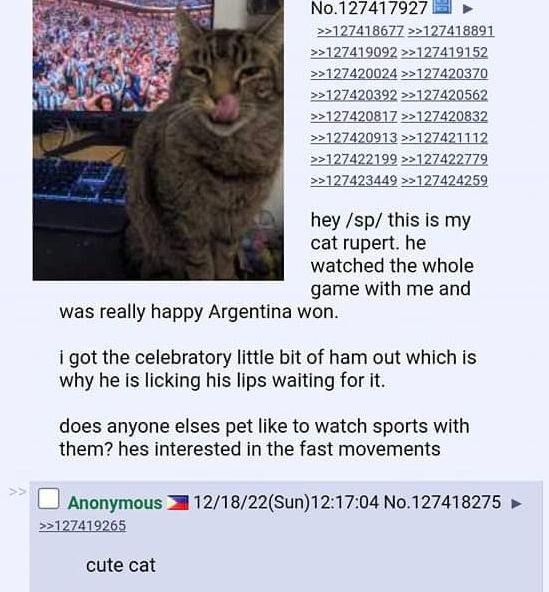 No.127417927 ▶
>>127418677 >>127418891
>>127419092 >>127419152
>>127420024 >>127420370
>>127420392 >>127420562
>>127420817 >>127420832
>>127420913 >>127421112
>>127422199 >>127422779
>>127423449 >>127424259
hey /sp/ this is my
cat rupert. he
watched the whole
game with me and
was really happy Argentina won.
i got the celebratory little bit of ham out which is
why he is licking his lips waiting for it.
does anyone elses pet like to watch sports with
them? hes interested in the fast movements
>> Anonymous 12/18/22(Sun)12:17:04 No.127418275 ▶
>>127419265
cute cat